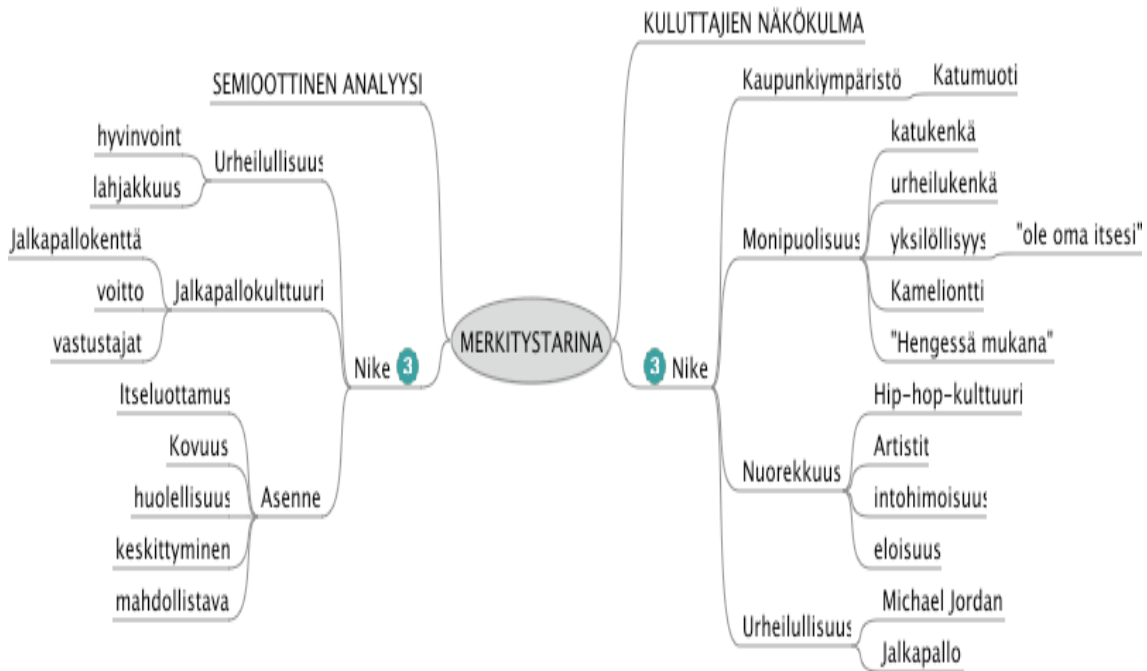 SEMIOOTTINEN ANALYYSI
hyvinvoint
lahjakkuus
Urheilullisuus
Jalkapallokenttä
voitto
vastustajat
Jalkapallokulttuuri
Itseluottamus
Kovuus
huolellisuus
keskittyminen
mahdollistava
Asenne
Nike 3
MERKITYSTARINA
KULUTTAJIEN NÄKÖKULMA
3 Nike
Kaupunkiympäristö
Katumuoti
Monipuolisuus
katukenkä
urheilukenkä
yksilöllisyys
"ole oma itsesi"
Kameliontti
"Hengessä mukana"
Nuorekkuus
Hip-hop-kulttuuri
Artistit
intohimoisuus
eloisuus
Urheilullisuus
Michael Jordan
Jalkapallo